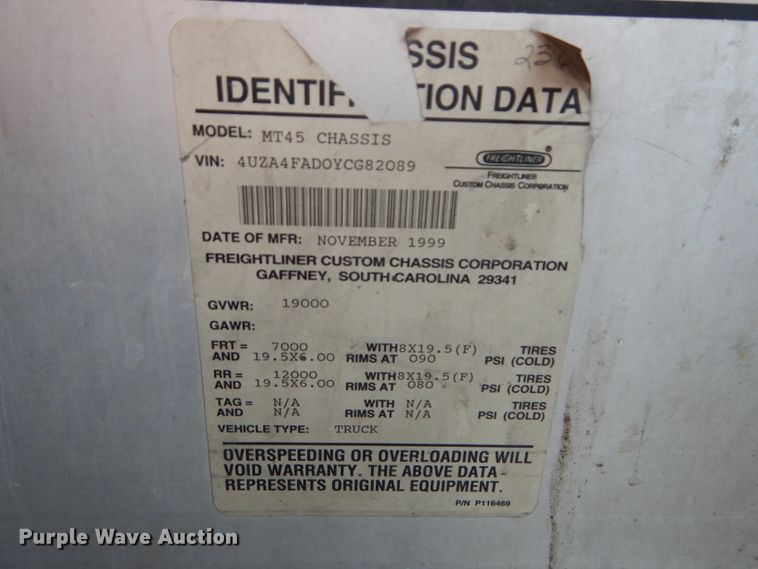 SSIS 236
IDENTIF TION DATA
MODEL: MT45 CHASSIS
VIN: 4UZA4FAD0YCG82089
FREIGHTLINER
FREIGHTLINER
CUSTOM CHASSIS CORPORATION
DATE OF MFR: NOVEMBER 1999
FREIGHTLINER CUSTOM CHASSIS CORPORATION
GAFFNEY, SOUTH CAROLINA 29341
GVWR: 19000
GAWR:
FRT = 7000 WITH 8X19.5(F) TIRES
AND 19.5X6.00 RIMS AT 090 PSI (COLD)
RR = 12000 WITH 8X19.5(F) TIRES
AND 19.5X6.00 RIMS AT 080 PSI (COLD)
TAG = N/A WITH N/A TIRES
AND N/A RIMS AT N/A PSI (COLD)
VEHICLE TYPE: TRUCK
OVERSPEEDING OR OVERLOADING WILL
VOID WARRANTY. THE ABOVE DATA
REPRESENTS ORIGINAL EQUIPMENT.
P/N P116469
Purple Wave Auction